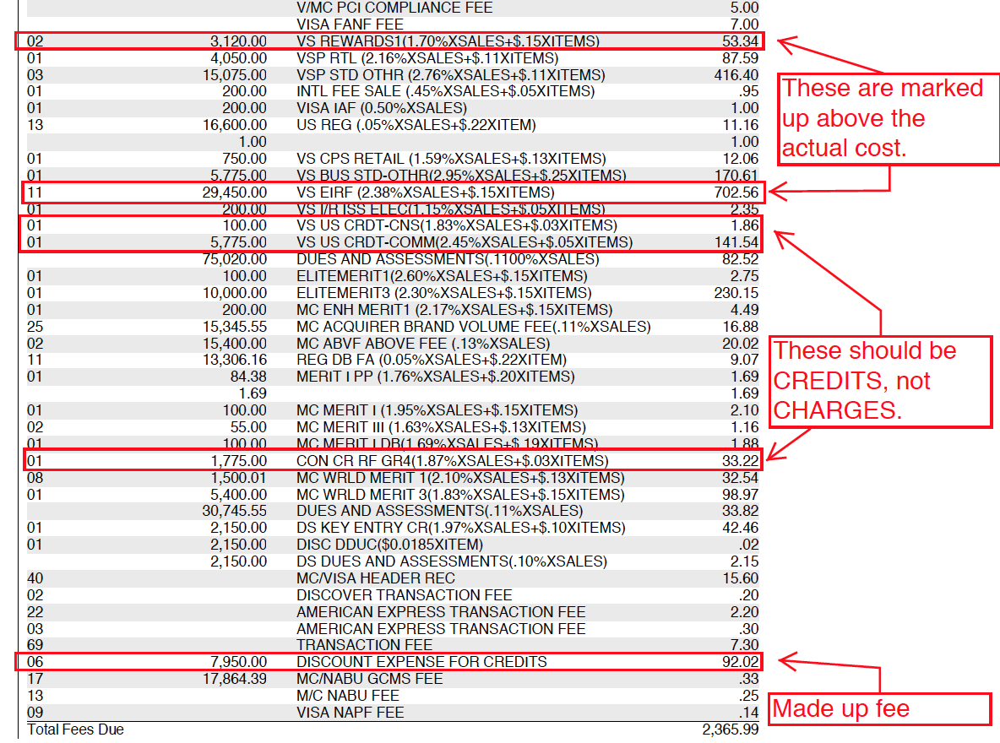 V/MC PCI COMPLIANCE FEE 5.00
VISA FANF FEE 7.00
02 3,120.00 VS REWARDS1(1.70%XSALES+$.15XITEMS) 53.34
01 4,050.00 VSP RTL (2.16%XSALES+$.11XITEMS) 87.59
03 15,075.00 VSP STD OTHR (2.76%XSALES+$.11XITEMS) 416.40
01 200.00 INTL FEE SALE (.45%XSALES+$.05XITEMS) .95
01 200.00 VISA IAF (0.50%XSALES) 1.00
13 16,600.00 US REG (.05%XSALES+$.22XITEM) 11.16
1.00 1.00
01 750.00 VS CPS RETAIL (1.59%XSALES+$.13XITEMS) 12.06
01 5,775.00 VS BUS STD-OTHR(2.95%XSALES+$.25XITEMS) 170.61
11 29,450.00 VS EIRF (2.38%XSALES+$.15XITEMS) 702.56
01 200.00 VS I/R ISS ELEC(1.15%XSALES+$.05XITEMS) 2.35
01 100.00 VS US CRDT-CNS(1.83%XSALES+$.03XITEMS) 1.86
01 5,775.00 VS US CRDT-COMM(2.45%XSALES+$.05XITEMS) 141.54
75,020.00 DUES AND ASSESSMENTS(.1100%XSALES) 82.52
01 100.00 ELITEMERIT1(2.60%XSALES+$.15XITEMS) 2.75
01 10,000.00 ELITEMERIT3 (2.30%XSALES+$.15XITEMS) 230.15
01 200.00 MC ENH MERIT1 (2.17%XSALES+$.15XITEMS) 4.49
25 15,345.55 MC ACQUIRER BRAND VOLUME FEE(.11%XSALES) 16.88
02 15,400.00 MC ABVF ABOVE FEE (.13%XSALES) 20.02
11 13,306.16 REG DB FA (0.05%XSALES+$.22XITEM) 9.07
01 84.38 MERIT I PP (1.76%XSALES+$.20XITEMS) 1.69
1.69 1.69
01 100.00 MC MERIT I (1.95%XSALES+$.15XITEMS) 2.10
02 55.00 MC MERIT III (1.63%XSALES+$.13XITEMS) 1.16
01 100.00 MC MERIT I DB(1.69%XSALES+$.19XITEMS) 1.88
01 1,775.00 CON CR RF GR4(1.87%XSALES+$.03XITEMS) 33.22
08 1,500.01 MC WRLD MERIT 1(2.10%XSALES+$.13XITEMS) 32.54
01 5,400.00 MC WRLD MERIT 3(1.83%XSALES+$.15XITEMS) 98.97
30,745.55 DUES AND ASSESSMENTS(.11%XSALES) 33.82
01 2,150.00 DS KEY ENTRY CR(1.97%XSALES+$.10XITEMS) 42.46
01 2,150.00 DISC DDUC($0.0185XITEM) .02
2,150.00 DS DUES AND ASSESSMENTS(.10%XSALES) 2.15
40 MC/VISA HEADER REC 15.60
02 DISCOVER TRANSACTION FEE .20
22 AMERICAN EXPRESS TRANSACTION FEE 2.20
03 AMERICAN EXPRESS TRANSACTION FEE .30
69 TRANSACTION FEE 7.30
06 7,950.00 DISCOUNT EXPENSE FOR CREDITS 92.02
17 17,864.39 MC/NABU GCMS FEE .33
13 M/C NABU FEE .25
09 VISA NAPF FEE .14
Total Fees Due 2,365.99
These are marked
up above the
actual cost.
These should be
CREDITS, not
CHARGES.
Made up fee